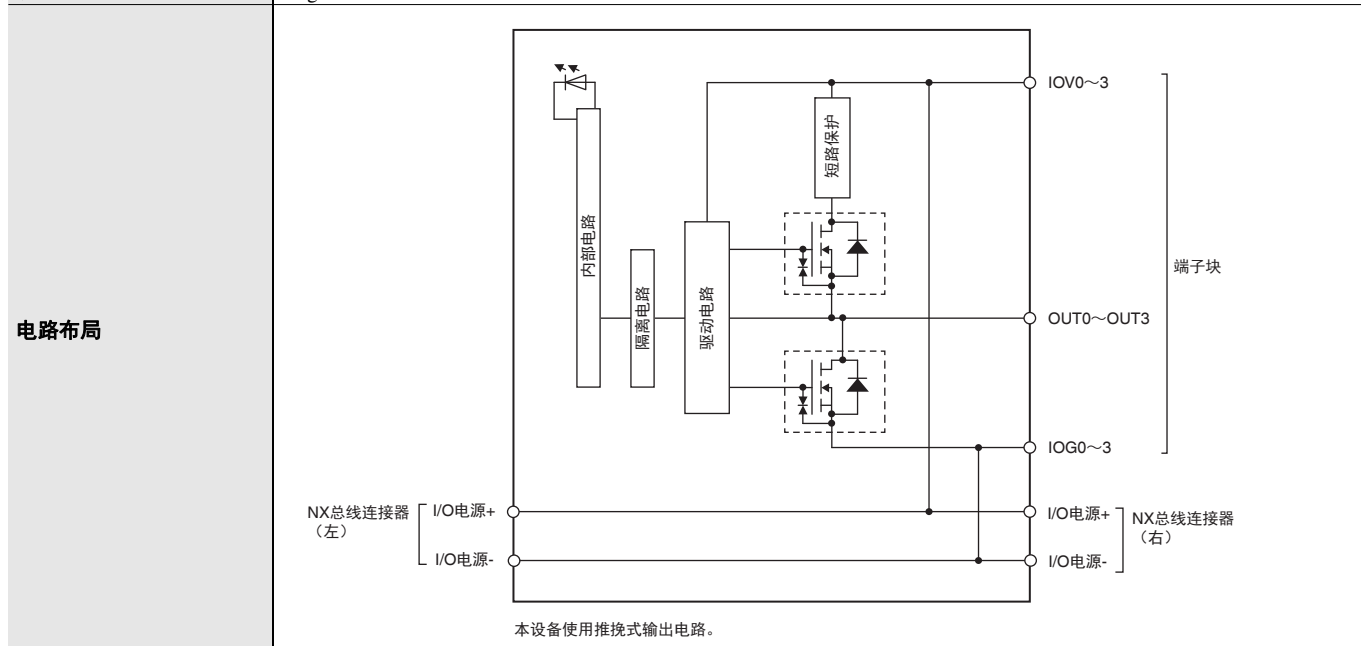 电路布局
IOV0～3
短路保护
内部电路
隔离电路
驱动电路
端子块
OUT0～OUT3
IOG0～3
NX总线连接器
（左）
I/O电源+
I/O电源-
I/O电源+
I/O电源-
NX总线连接器
（右）
本设备使用推挽式输出电路。